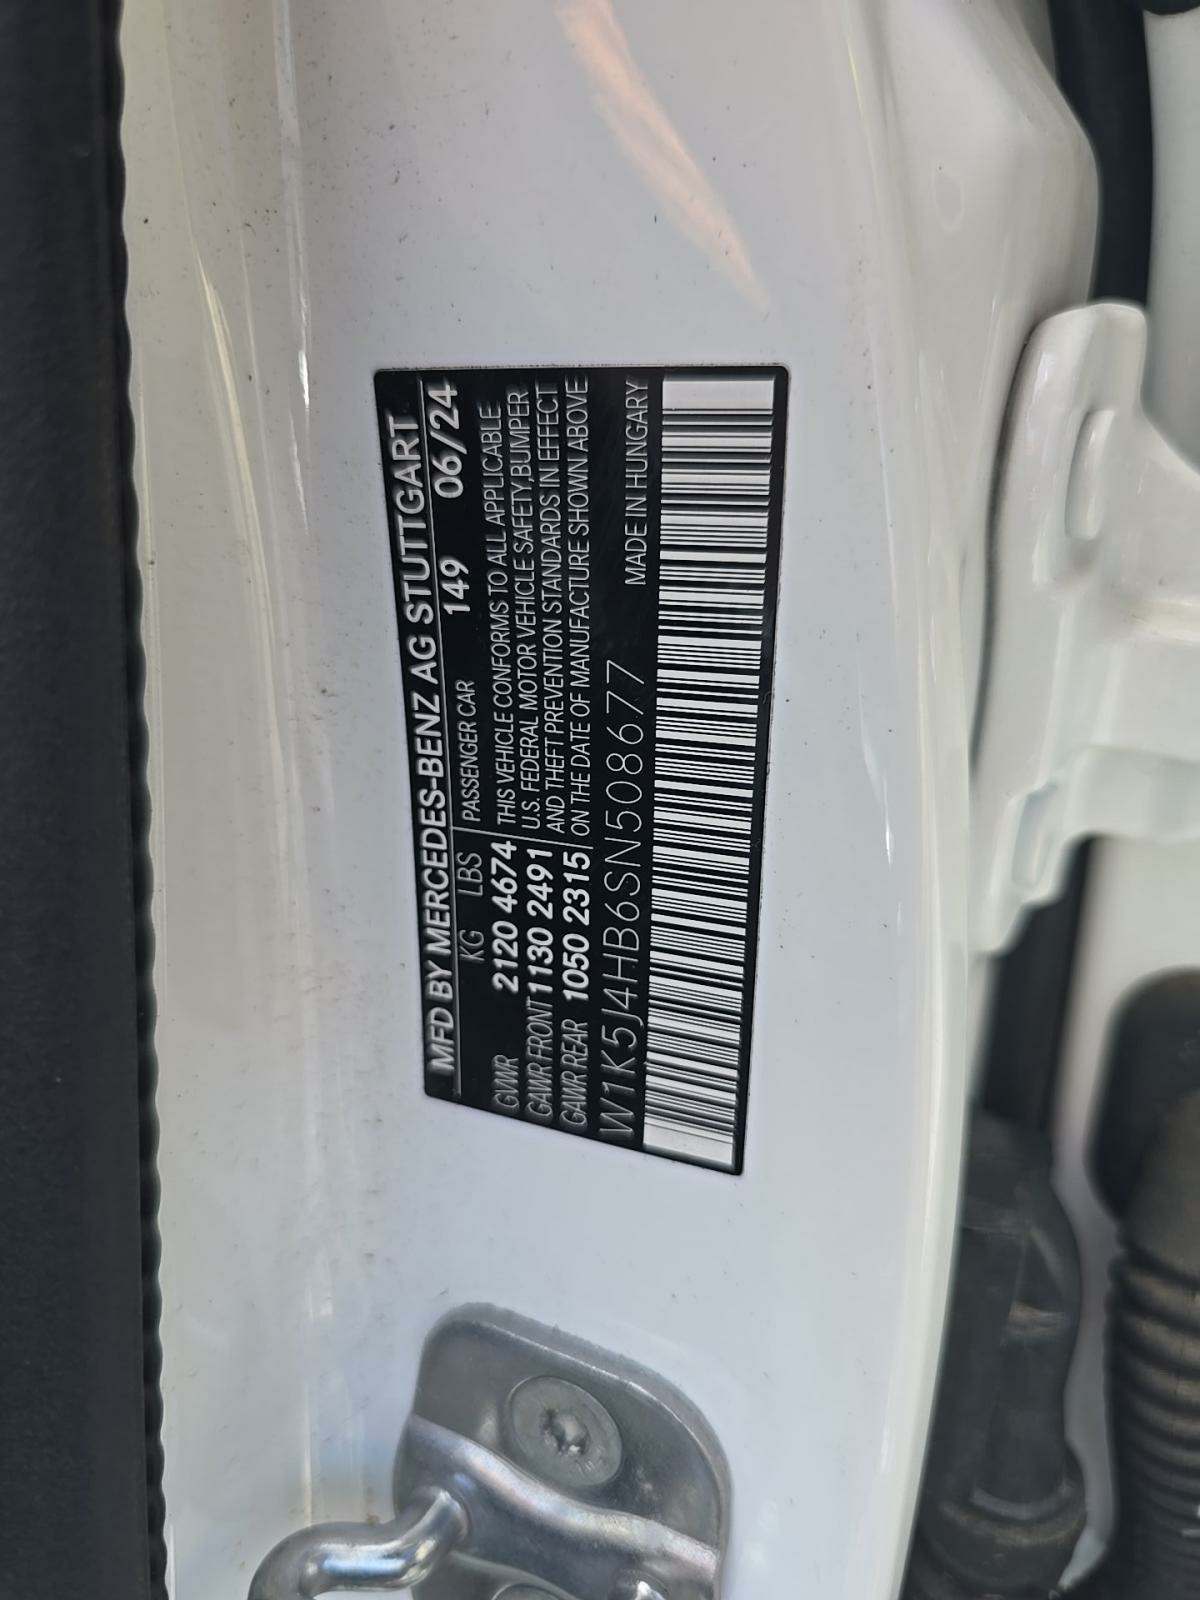 MFD BY MERCEDES-BENZ AG STUTTGART
KG LBS PASSENGER CAR 149 06/24
GVWR 2120 4674 THIS VEHICLE CONFORMS TO ALL APPLICABLE
GAWR FRONT 1130 2491 U.S. FEDERAL MOTOR VEHICLE SAFETY,BUMPER
GAWR REAR 1050 2315 AND THEFT PREVENTION STANDARDS IN EFFECT
ON THE DATE OF MANUFACTURE SHOWN ABOVE
W1K5J4HB6SN508677 MADE IN HUNGARY